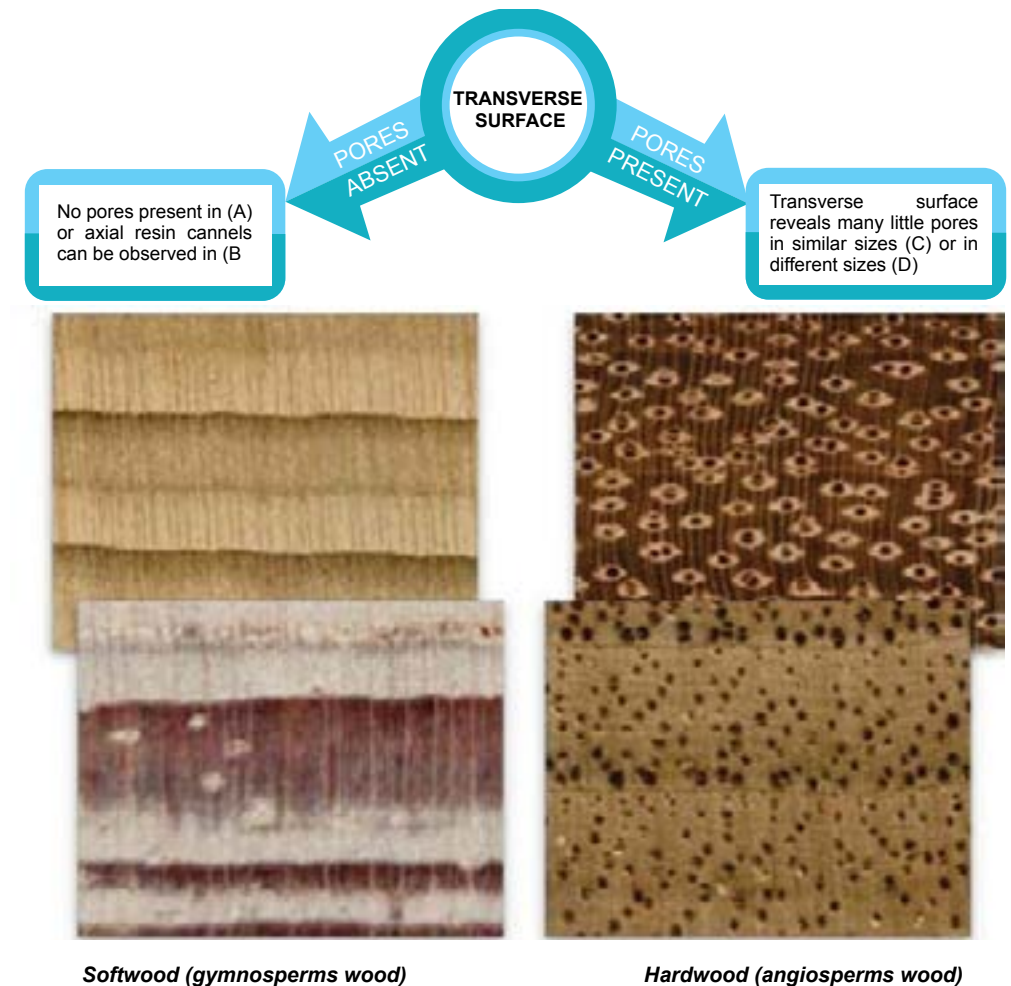 TRANSVERSE
SURFACE
PORES
ABSENT
PORES
PRESENT
No pores present in (A)
or axial resin cannels
can be observed in (B
Transverse surface
reveals many little pores
in similar sizes (C) or in
different sizes (D)
Softwood (gymnosperms wood)
Hardwood (angiosperms wood)